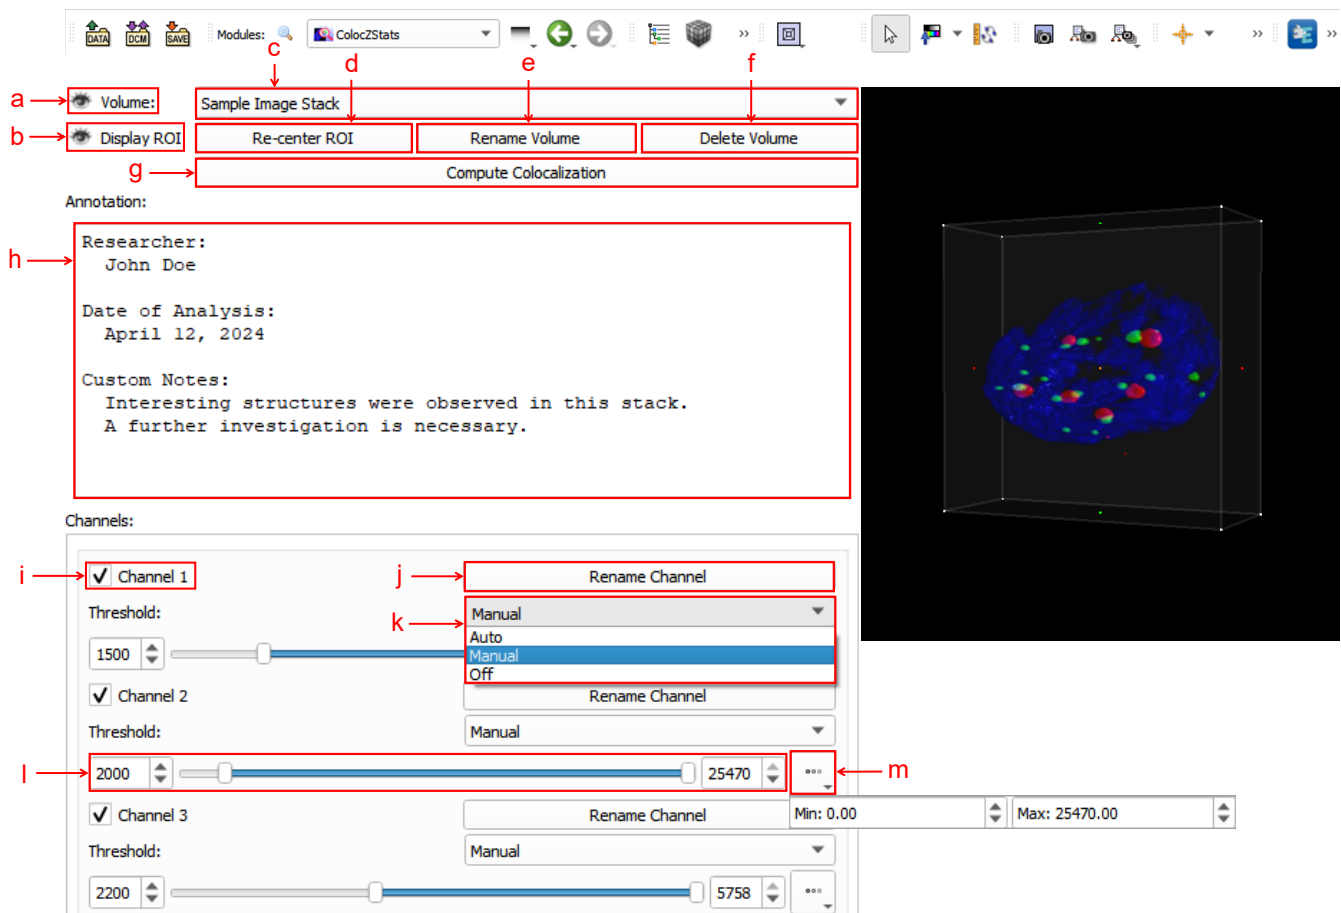 DATA DCM SAVE Modules: ColocZStats »  » »
c d e f
a Volume: Sample Image Stack
b Display ROI Re-center ROI Rename Volume Delete Volume
g Compute Colocalization
Annotation:
h
Researcher:
John Doe
Date of Analysis:
April 12, 2024
Custom Notes:
Interesting structures were observed in this stack.
A further investigation is necessary.
Channels:
i Channel 1 j Rename Channel
Threshold: k Manual
Auto
1500 Manual
Off
Channel 2 Rename Channel
Threshold: Manual
l 2000 25470 m
Channel 3 Rename Channel Min: 0.00 Max: 25470.00
Threshold: Manual
2200 5758